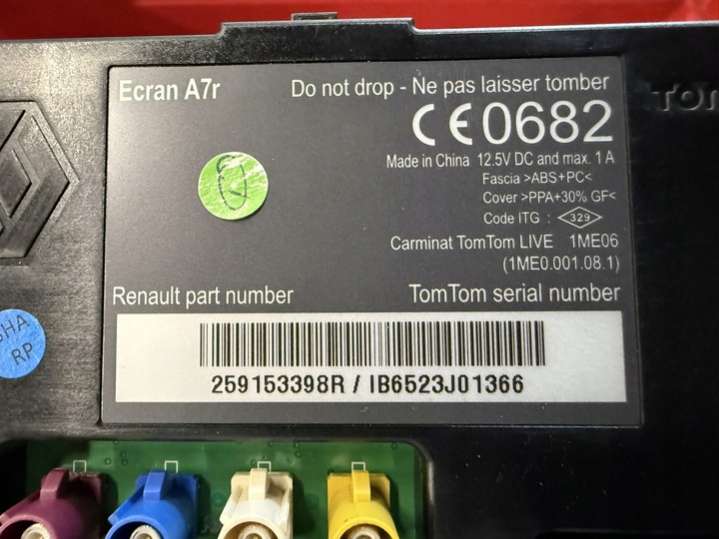 Ecran A7r
Do not drop - Ne pas laisser tomber
CE 0682
Made in China 12.5V DC and max. 1 A
Fascia >ABS+PC<
Cover >PPA+30% GF<
Code ITG : 329
Carminat TomTom LIVE 1ME06
(1ME0.001.08.1)
Renault part number
TomTom serial number
259153398R / IB6523J01366
RP